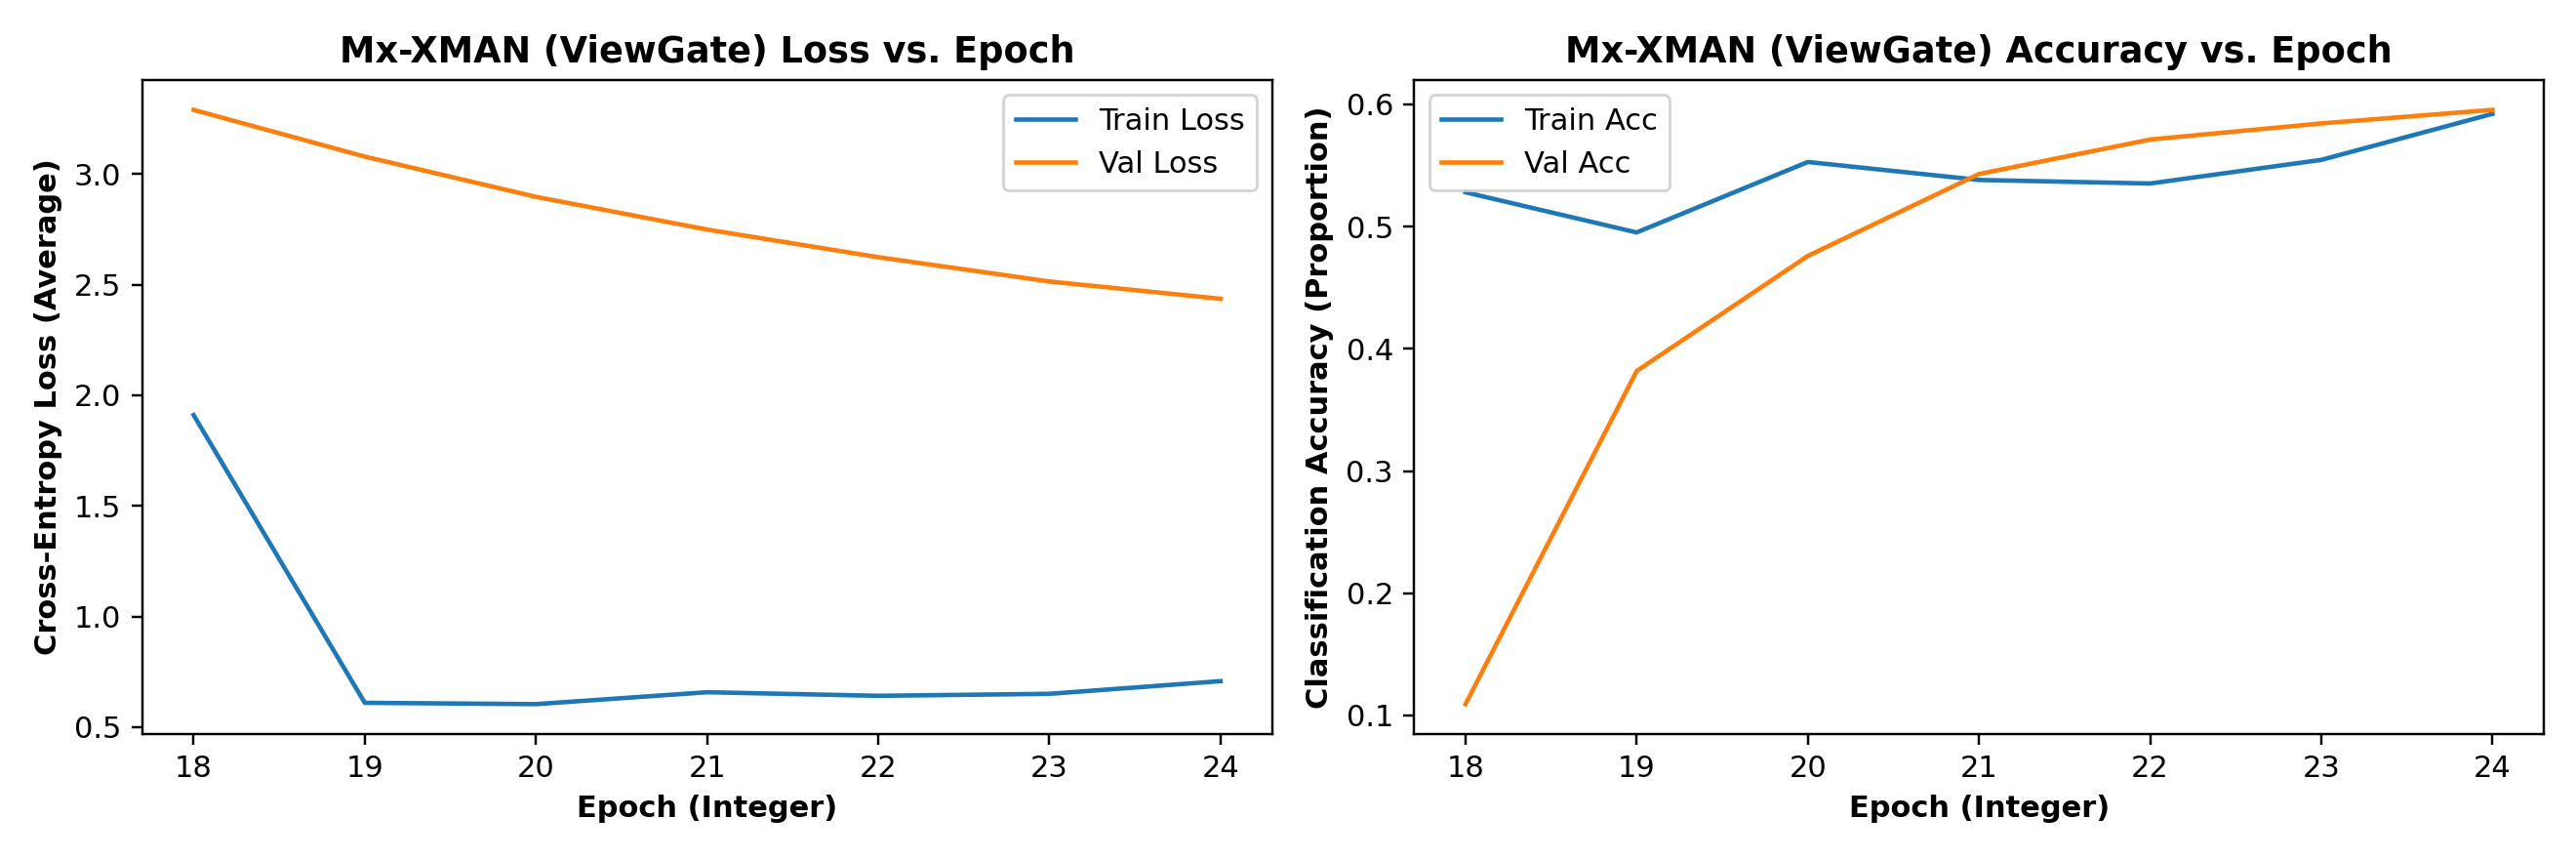 Mx-XMAN (ViewGate) Loss vs. Epoch
Cross-Entropy Loss (Average)
3.0
2.5
2.0
1.5
1.0
0.5
Train Loss
Val Loss
18 19 20 21 22 23 24
Epoch (Integer)
Mx-XMAN (ViewGate) Accuracy vs. Epoch
Classification Accuracy (Proportion)
0.6
0.5
0.4
0.3
0.2
0.1
Train Acc
Val Acc
18 19 20 21 22 23 24
Epoch (Integer)